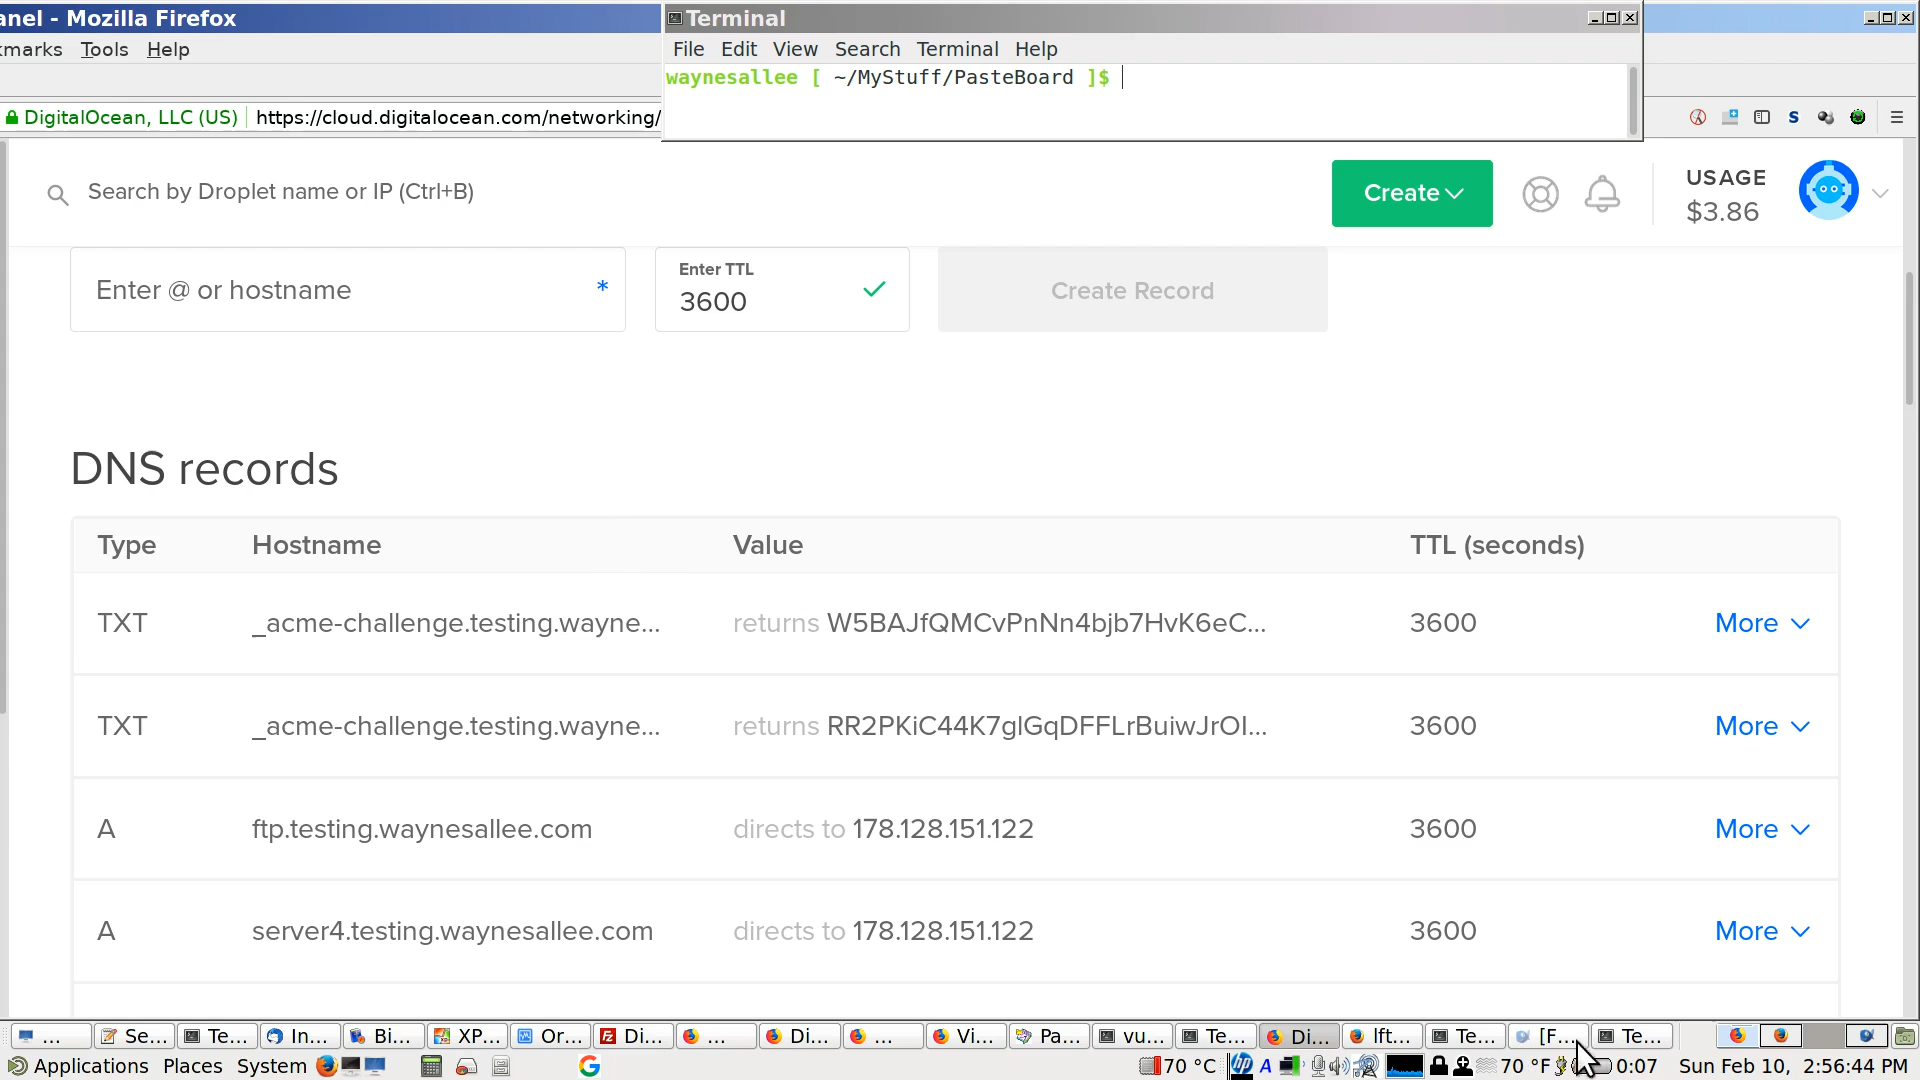 anel - Mozilla Firefox
Terminal
kmarks Tools Help
File Edit View Search Terminal Help
waynesallee [ ~/MyStuff/PasteBoard ]$
DigitalOcean, LLC (US) https://cloud.digitalocean.com/networking/
S
Search by Droplet name or IP (Ctrl+B)
Create
USAGE
$3.86
Enter @ or hostname *
Enter TTL
3600
Create Record
DNS records
Type Hostname Value TTL (seconds)
TXT _acme-challenge.testing.wayne... returns W5BAJfQMCvPnNn4bjb7HvK6eC... 3600 More
TXT _acme-challenge.testing.wayne... returns RR2PKiC44K7glGqDFFLrBuiwJrOI... 3600 More
A ftp.testing.waynesallee.com directs to 178.128.151.122 3600 More
A server4.testing.waynesallee.com directs to 178.128.151.122 3600 More
... Se... Te... In... Bi... XP... Or... Di... ... Di... ... Vi... Pa... vu... Te... Di... lft... Te... [F... Te...
Applications Places System 70 °C A 70 °F 0:07 Sun Feb 10, 2:56:44 PM